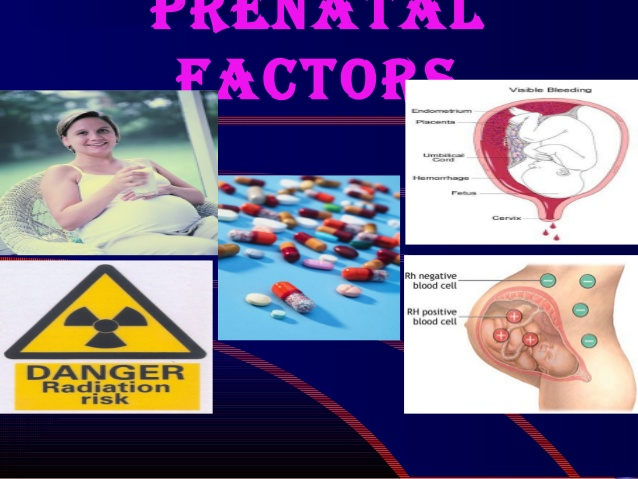 PRENATAL
FACTORS
Visible Bleeding
Endometrium
Placenta
Umbilical
Cord
Hemorrhage
Fetus
Cervix
DANGER
Radiation
risk
Rh negative
blood cell
RH positive
blood cell